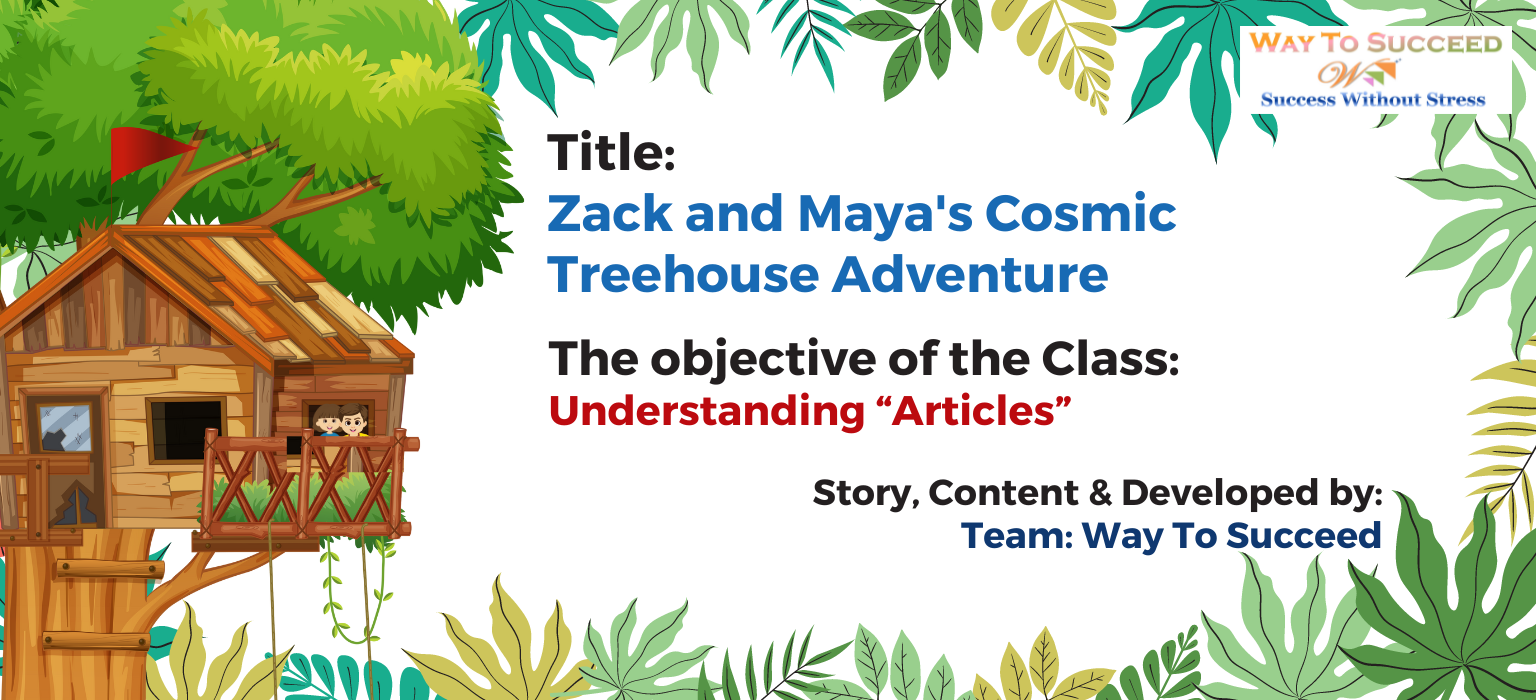 WAY TO SUCCEED
W
Success Without Stress
Title:
Zack and Maya's Cosmic
Treehouse Adventure
The objective of the Class:
Understanding “Articles”
Story, Content & Developed by:
Team: Way To Succeed